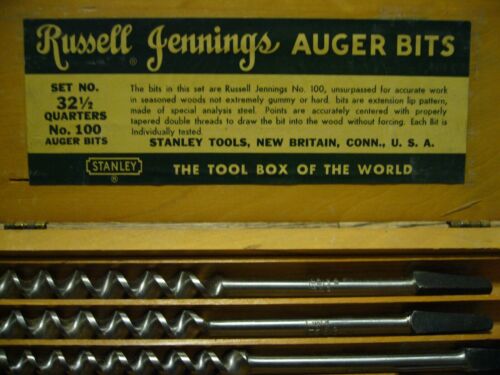 Russell Jennings AUGER BITS
®
SET NO.
32½
QUARTERS
No. 100
AUGER BITS
The bits in this set are Russell Jennings No. 100, unsurpassed for accurate work
in seasoned woods not extremely gummy or hard. bits are extension lip pattern,
made of special analysis steel. Points are accurately centered with properly
tapered double threads to draw the bit into the wood without forcing. Each Bit is
Individually tested.
STANLEY TOOLS, NEW BRITAIN, CONN., U. S. A.
STANLEY
®
THE TOOL BOX OF THE WORLD